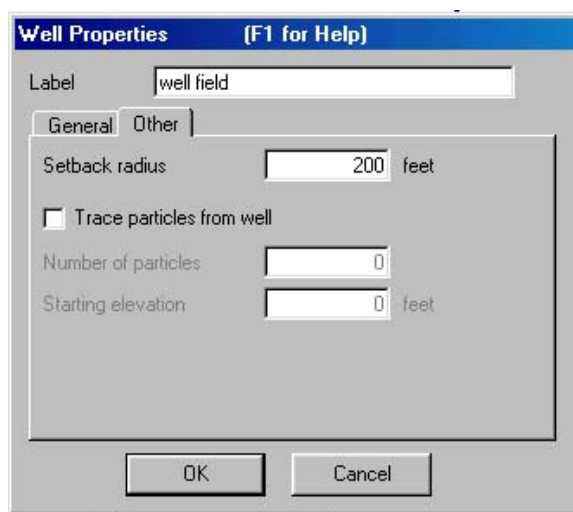 Well Properties (F1 for Help)
Label well field
General Other
Setback radius 200 feet
Trace particles from well
Number of particles 0
Starting elevation 0 feet
OK Cancel